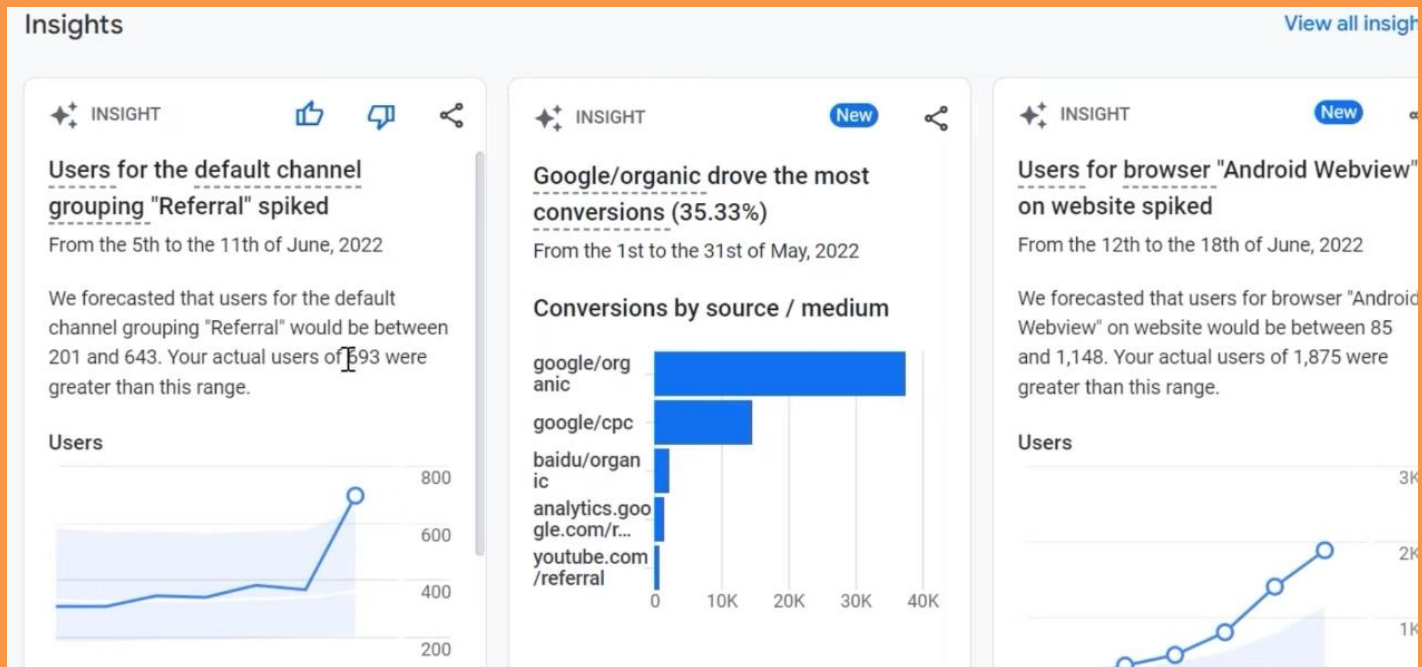 Insights
View all insigh
INSIGHT
Users for the default channel
grouping "Referral" spiked
From the 5th to the 11th of June, 2022
We forecasted that users for the default
channel grouping "Referral" would be between
201 and 643. Your actual users of 693 were
greater than this range.
Users
800
600
400
200
INSIGHT
New
Google/organic drove the most
conversions (35.33%)
From the 1st to the 31st of May, 2022
Conversions by source / medium
google/org
anic
google/cpc
baidu/organ
ic
analytics.goo
gle.com/r...
youtube.com
/referral
0 10K 20K 30K 40K
INSIGHT
New
Users for browser "Android Webview"
on website spiked
From the 12th to the 18th of June, 2022
We forecasted that users for browser "Android
Webview" on website would be between 85
and 1,148. Your actual users of 1,875 were
greater than this range.
Users
3K
2K
1K